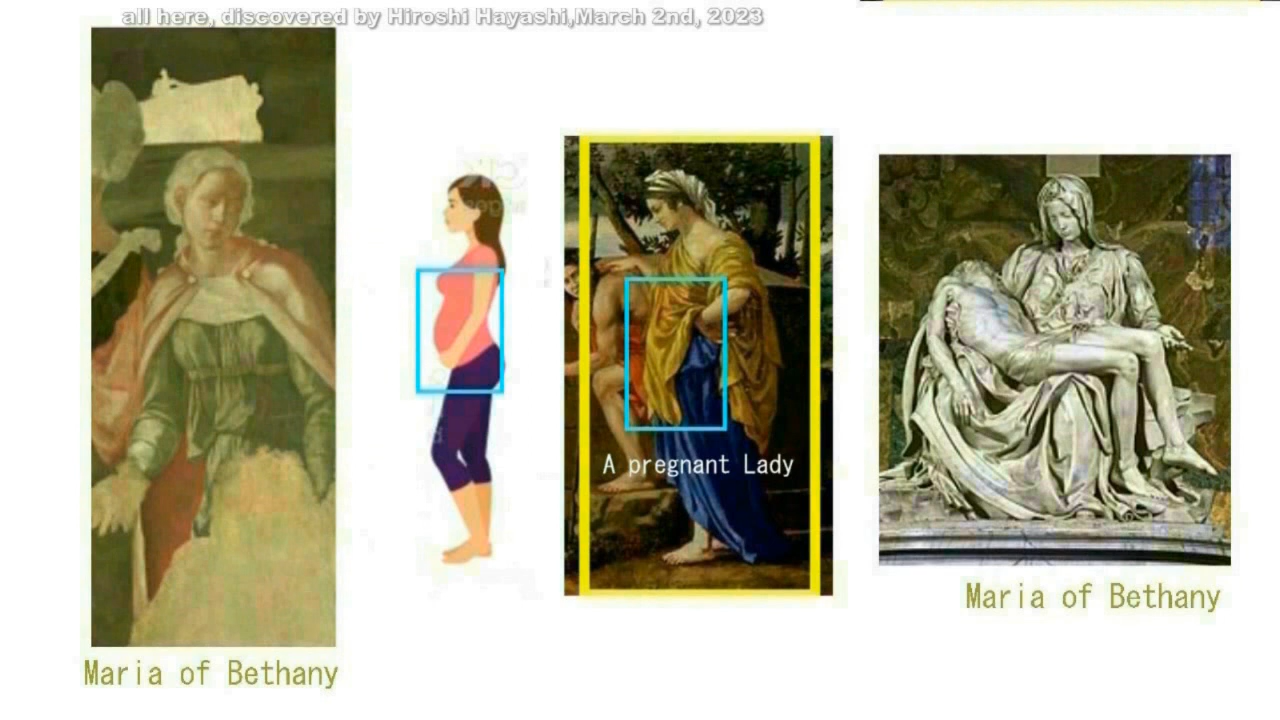 all here, discovered by Hiroshi Hayashi,March 2nd, 2023
A pregnant Lady
Maria of Bethany
Maria of Bethany